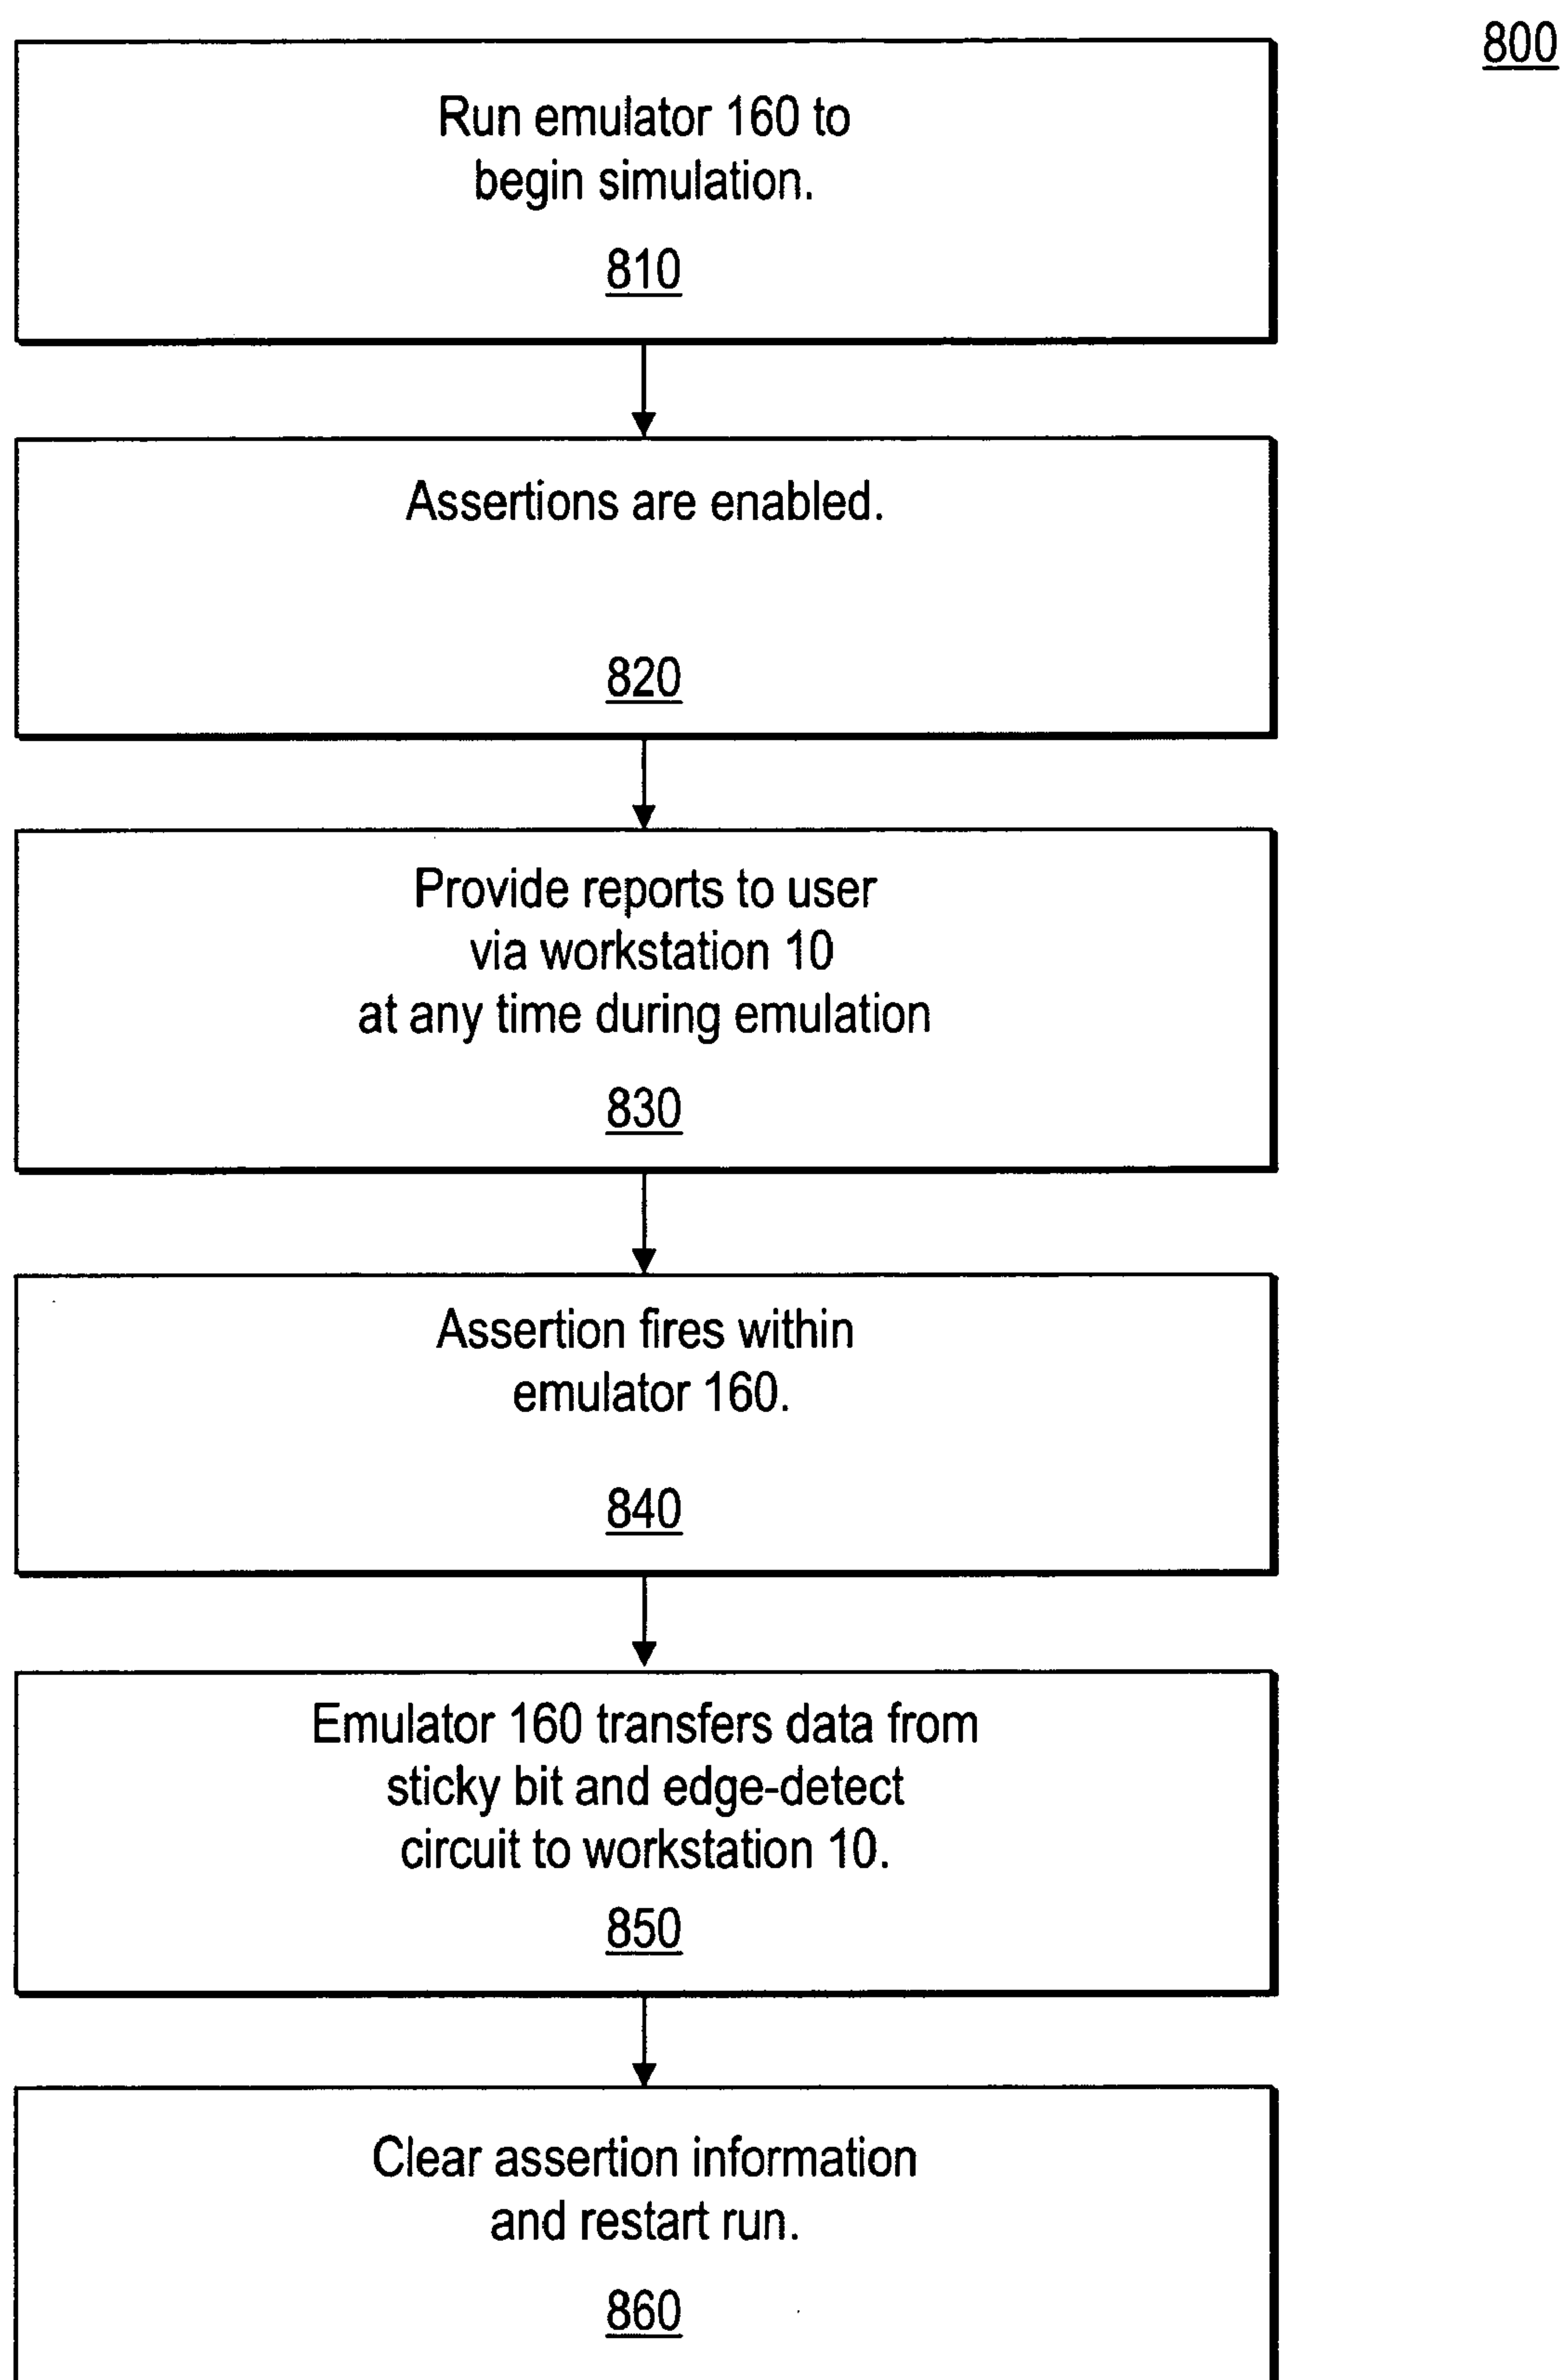 800
Run emulator 160 to
begin simulation.
810
Assertions are enabled.
820
Provide reports to user
via workstation 10
at any time during emulation
830
Assertion fires within
emulator 160.
840
Emulator 160 transfers data from
sticky bit and edge-detect
circuit to workstation 10.
850
Clear assertion information
and restart run.
860